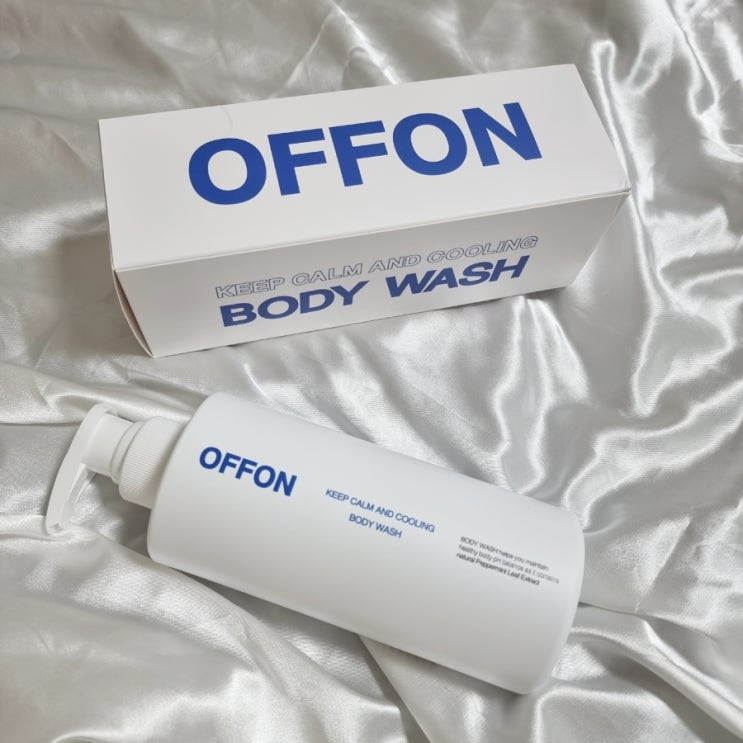 OFFON
KEEP CALM AND COOLING
BODY WASH
OFFON
KEEP CALM AND COOLING
BODY WASH
BODY WASH helps you maintain
healthy body pH balance as it contains
natural Peppermint Leaf Extract